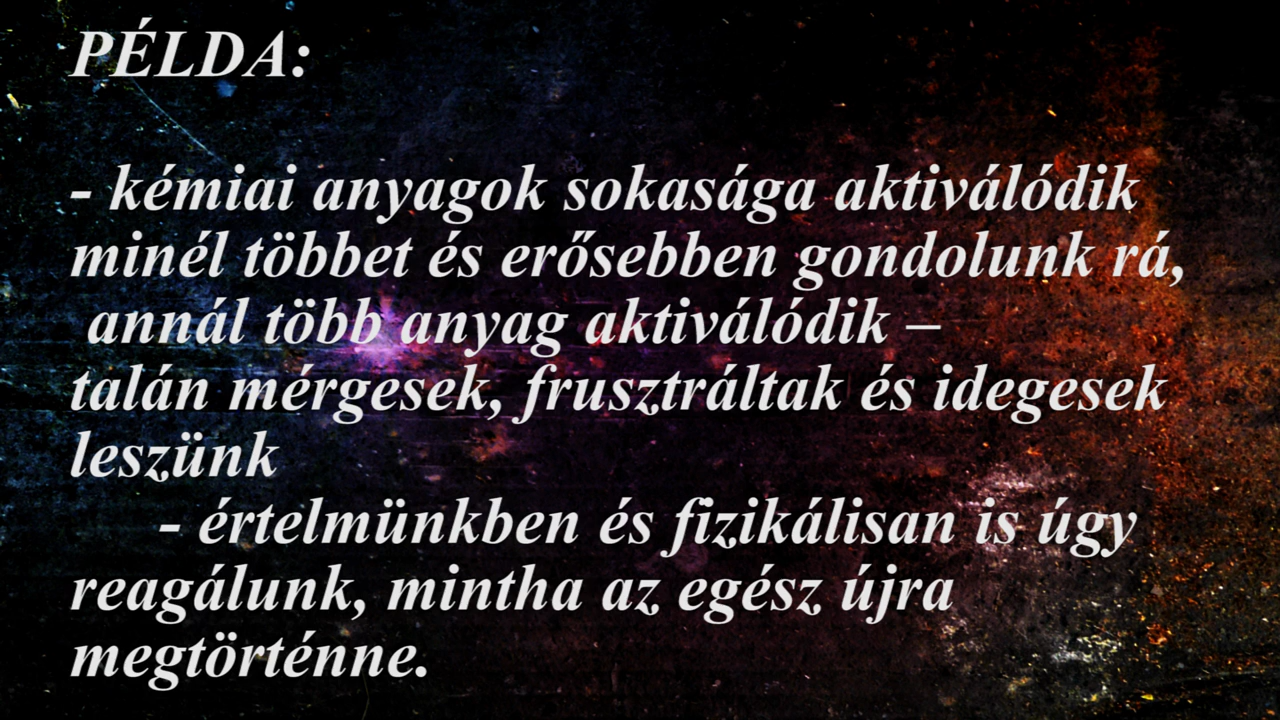 PÉLDA:
- kémiai anyagok sokasága aktiválódik
minél többet és erősebben gondolunk rá,
annál több anyag aktiválódik –
talán mérgesek, frusztráltak és idegesek
leszünk
- értelmünkben és fizikálisan is úgy
reagálunk, mintha az egész újra
megtörténne.